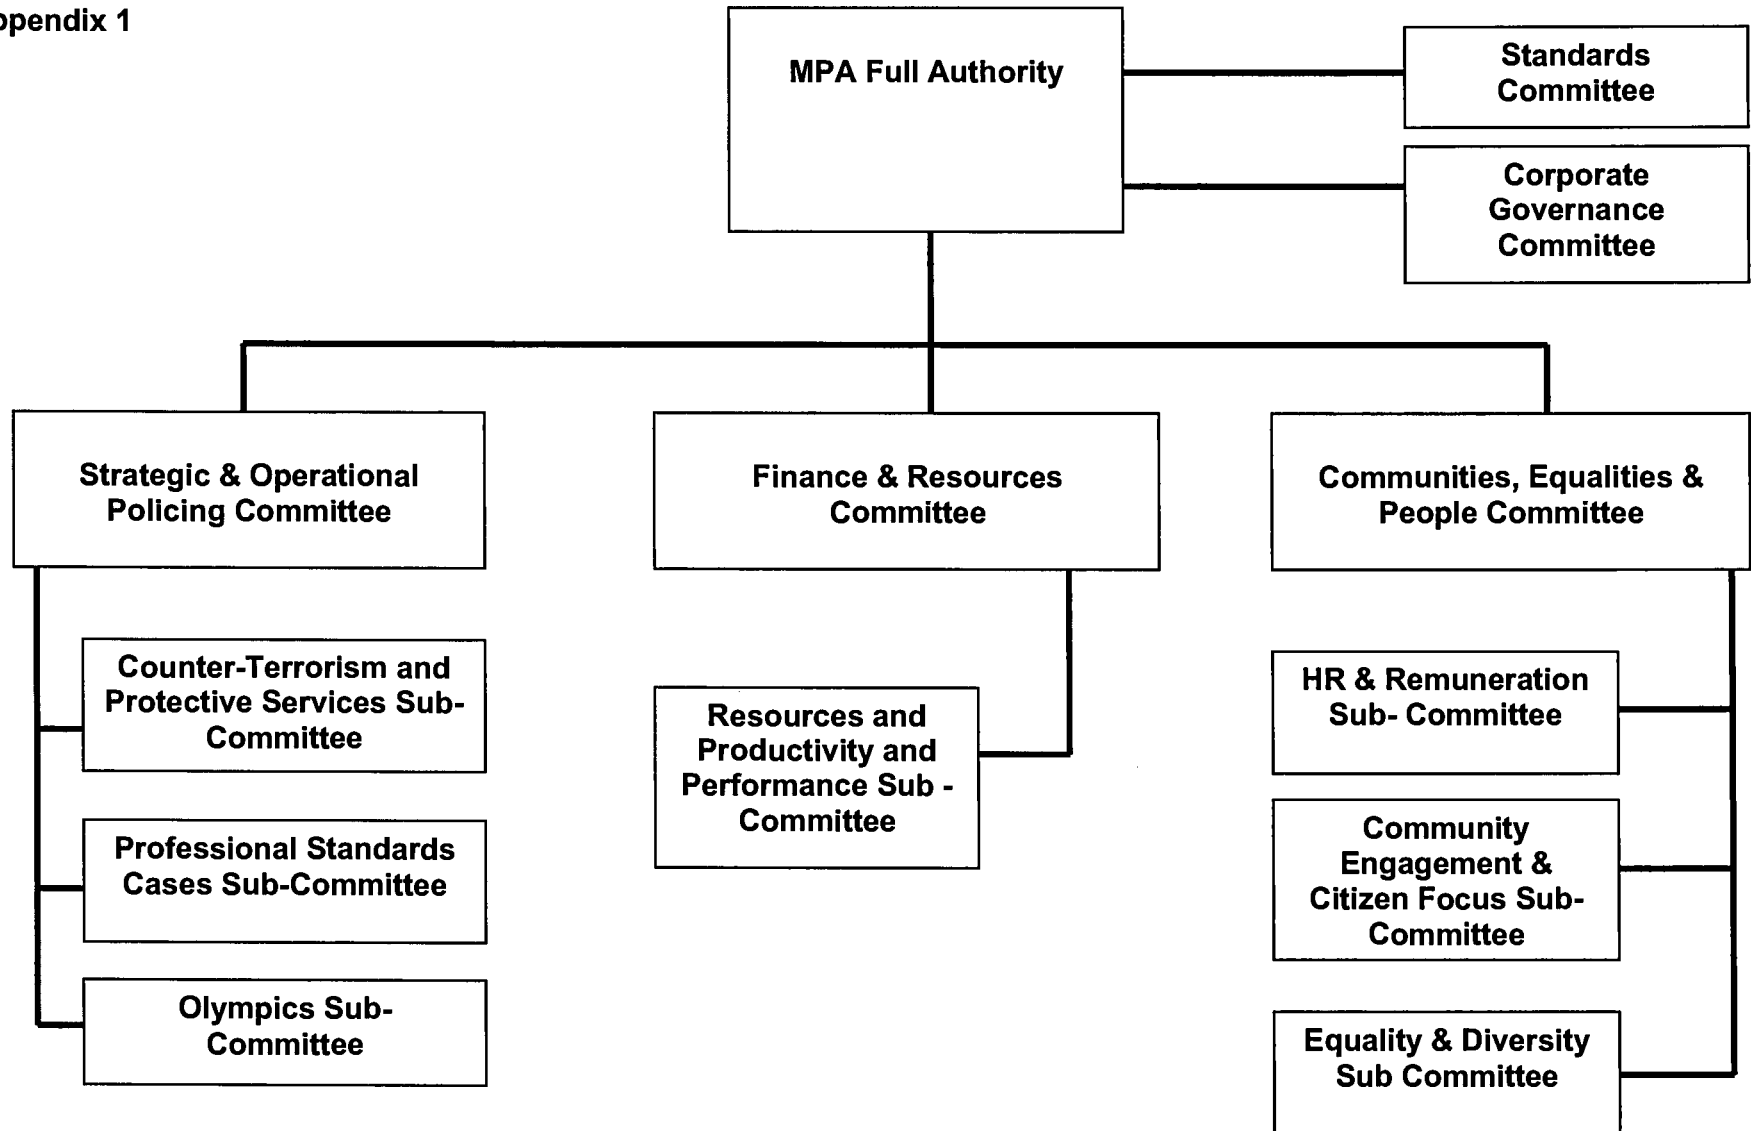 ppendix 1
MPA Full Authority
Standards
Committee
Corporate
Governance
Committee
Strategic & Operational
Policing Committee
Finance & Resources
Committee
Communities, Equalities &
People Committee
Counter-Terrorism and
Protective Services Sub-
Committee
Professional Standards
Cases Sub-Committee
Olympics Sub-
Committee
Resources and
Productivity and
Performance Sub -
Committee
HR & Remuneration
Sub- Committee
Community
Engagement &
Citizen Focus Sub-
Committee
Equality & Diversity
Sub Committee